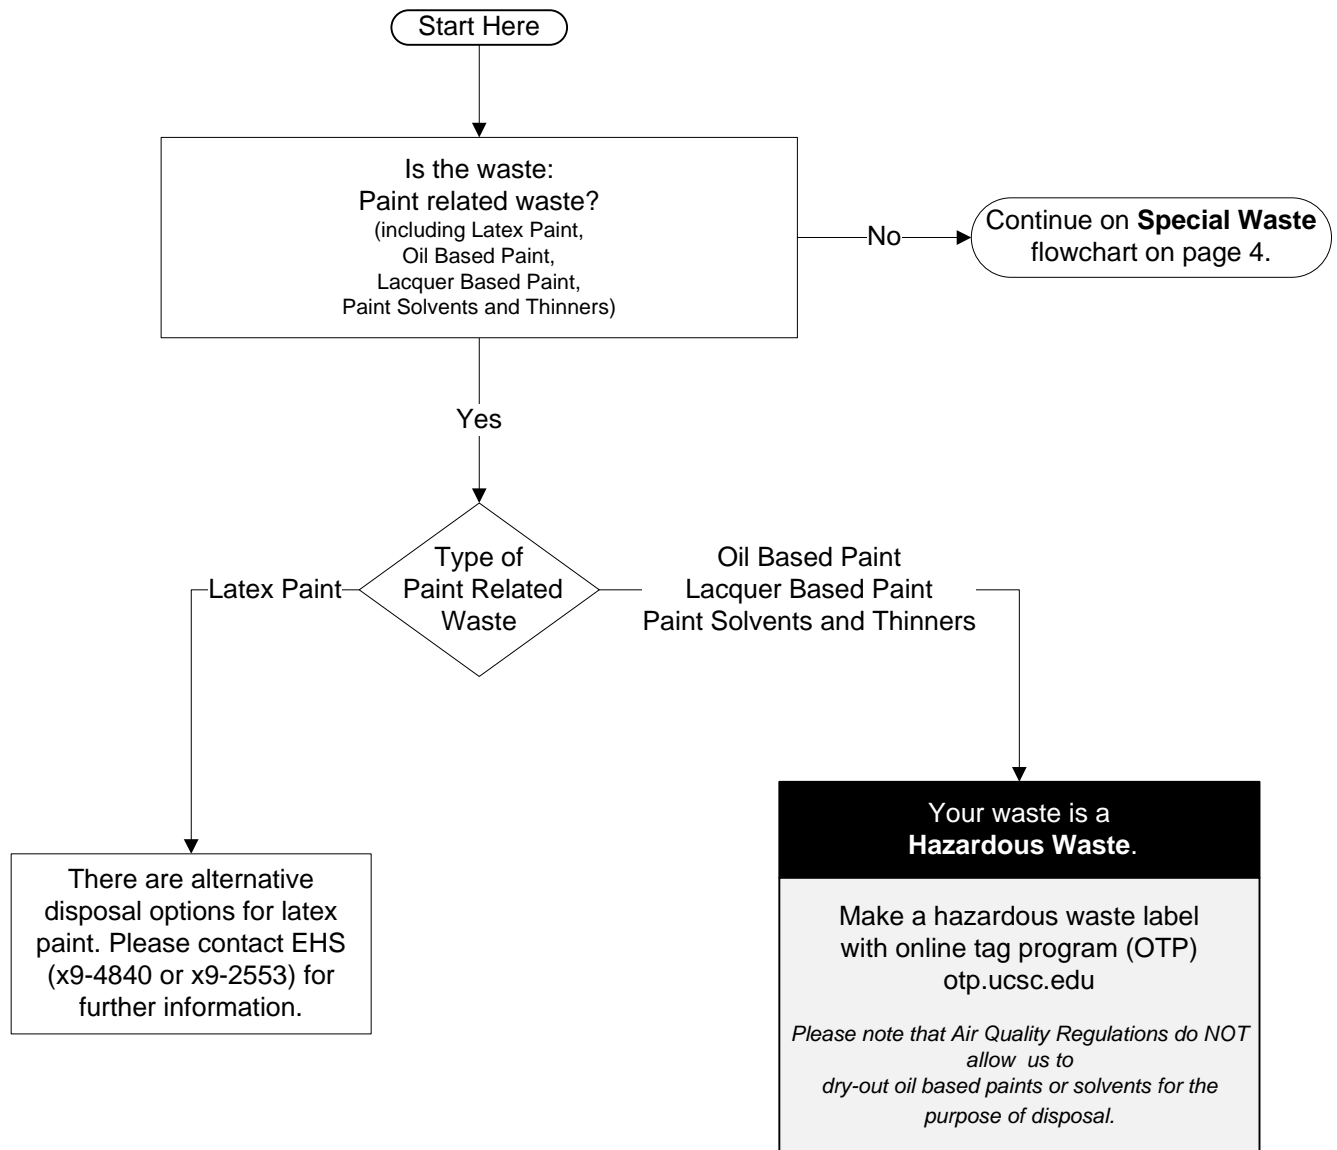 Start Here
Is the waste:
Paint related waste?
(including Latex Paint,
Oil Based Paint,
Lacquer Based Paint,
Paint Solvents and Thinners)
No
Continue on Special Waste
flowchart on page 4.
Yes
Type of
Paint Related
Waste
Latex Paint
Oil Based Paint
Lacquer Based Paint
Paint Solvents and Thinners
There are alternative
disposal options for latex
paint. Please contact EHS
(x9-4840 or x9-2553) for
further information.
Your waste is a
Hazardous Waste.
Make a hazardous waste label
with online tag program (OTP)
otp.ucsc.edu
Please note that Air Quality Regulations do NOT
allow us to
dry-out oil based paints or solvents for the
purpose of disposal.